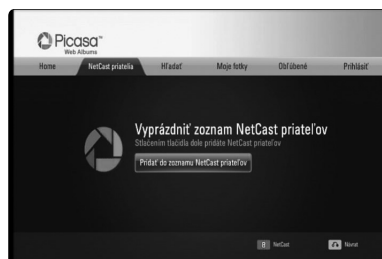 Picasa™
Web Albums
Home NetCast priatelia Hľadať Moje fotky Obľúbené Prihlásiť
Vyprázdniť zoznam NetCast priateľov
Stlačením tlačidla dole pridáte NetCast priateľov
Pridať do zoznamu NetCast priateľov
NetCast Návrat